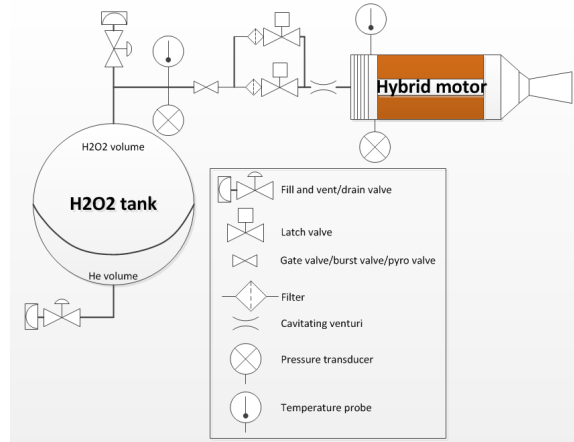 Hybrid motor
H2O2 volume
H2O2 tank
He volume
Fill and vent/drain valve
Latch valve
Gate valve/burst valve/pyro valve
Filter
Cavitating venturi
Pressure transducer
Temperature probe